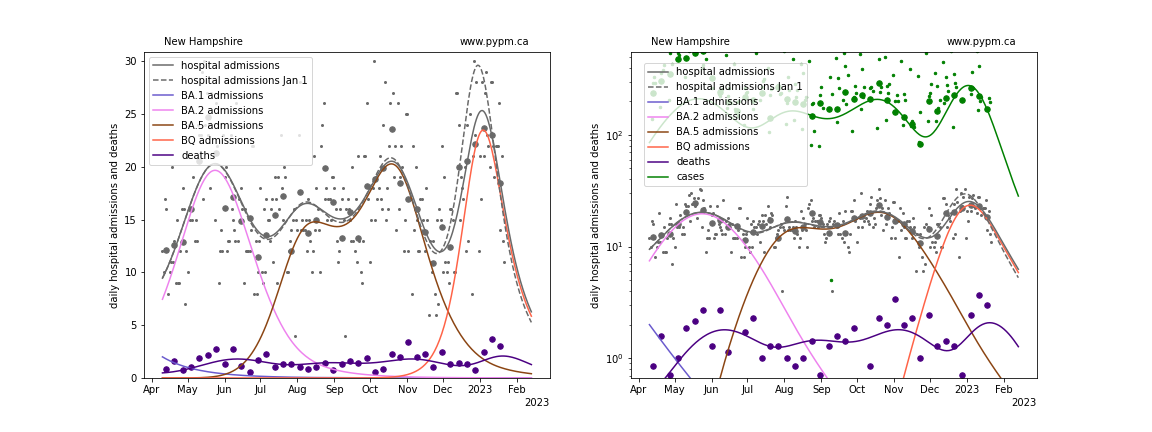 New Hampshire www.pypm.ca
daily hospital admissions and deaths
30
25
20
15
10
5
0
hospital admissions
hospital admissions Jan 1
BA.1 admissions
BA.2 admissions
BA.5 admissions
BQ admissions
deaths
Apr May Jun Jul Aug Sep Oct Nov Dec 2023 Feb
2023
New Hampshire www.pypm.ca
daily hospital admissions and deaths
10²
10¹
10⁰
hospital admissions
hospital admissions Jan 1
BA.1 admissions
BA.2 admissions
BA.5 admissions
BQ admissions
deaths
cases
Apr May Jun Jul Aug Sep Oct Nov Dec 2023 Feb
2023